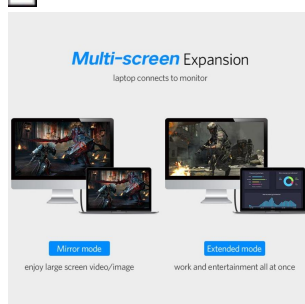 Multi-screen Expansion
laptop connects to monitor
Mirror mode
Extended mode
enjoy large screen video/image
work and entertainment all at once